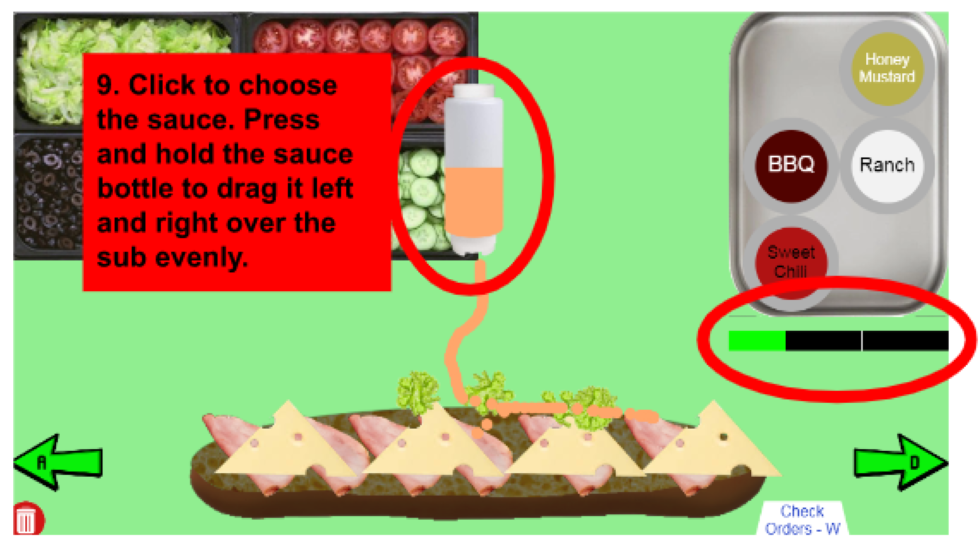 9. Click to choose
the sauce. Press
and hold the sauce
bottle to drag it left
and right over the
sub evenly.
Honey
Mustard
BBQ
Ranch
Sweet
Chili
A
D
Check
Orders - W